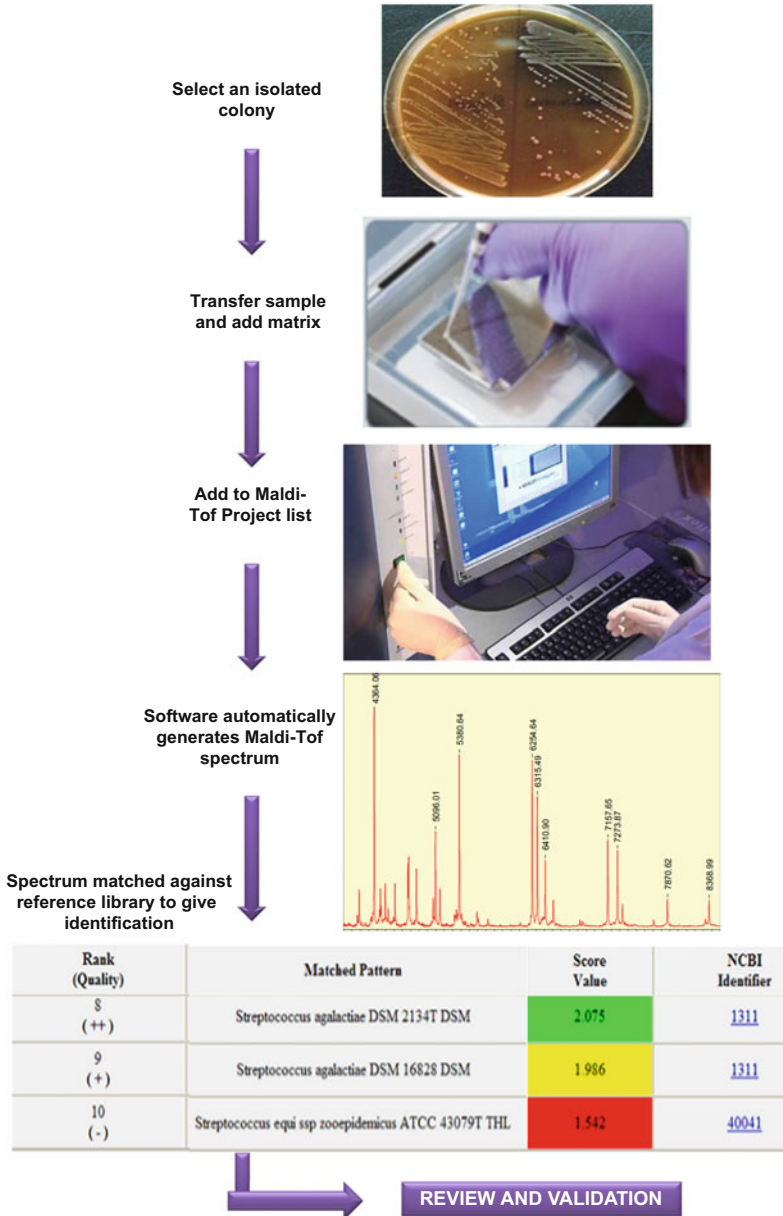 Select an isolated
colony
Transfer sample
and add matrix
Add to Maldi-
Tof Project list
Software automatically
generates Maldi-Tof
spectrum
4364.06
5096.01
5380.64
6254.64
6315.49
6410.90
7157.65
7273.87
7870.62
8368.99
Spectrum matched against
reference library to give
identification
Rank
(Quality)
Matched Pattern
Score
Value
NCBI
Identifier
8
(++)
Streptococcus agalactiae DSM 2134T DSM
2.075
1311
9
(+)
Streptococcus agalactiae DSM 16828 DSM
1.986
1311
10
(-)
Streptococcus equi ssp zooepidemicus ATCC 43079T THL
1.542
40041
REVIEW AND VALIDATION